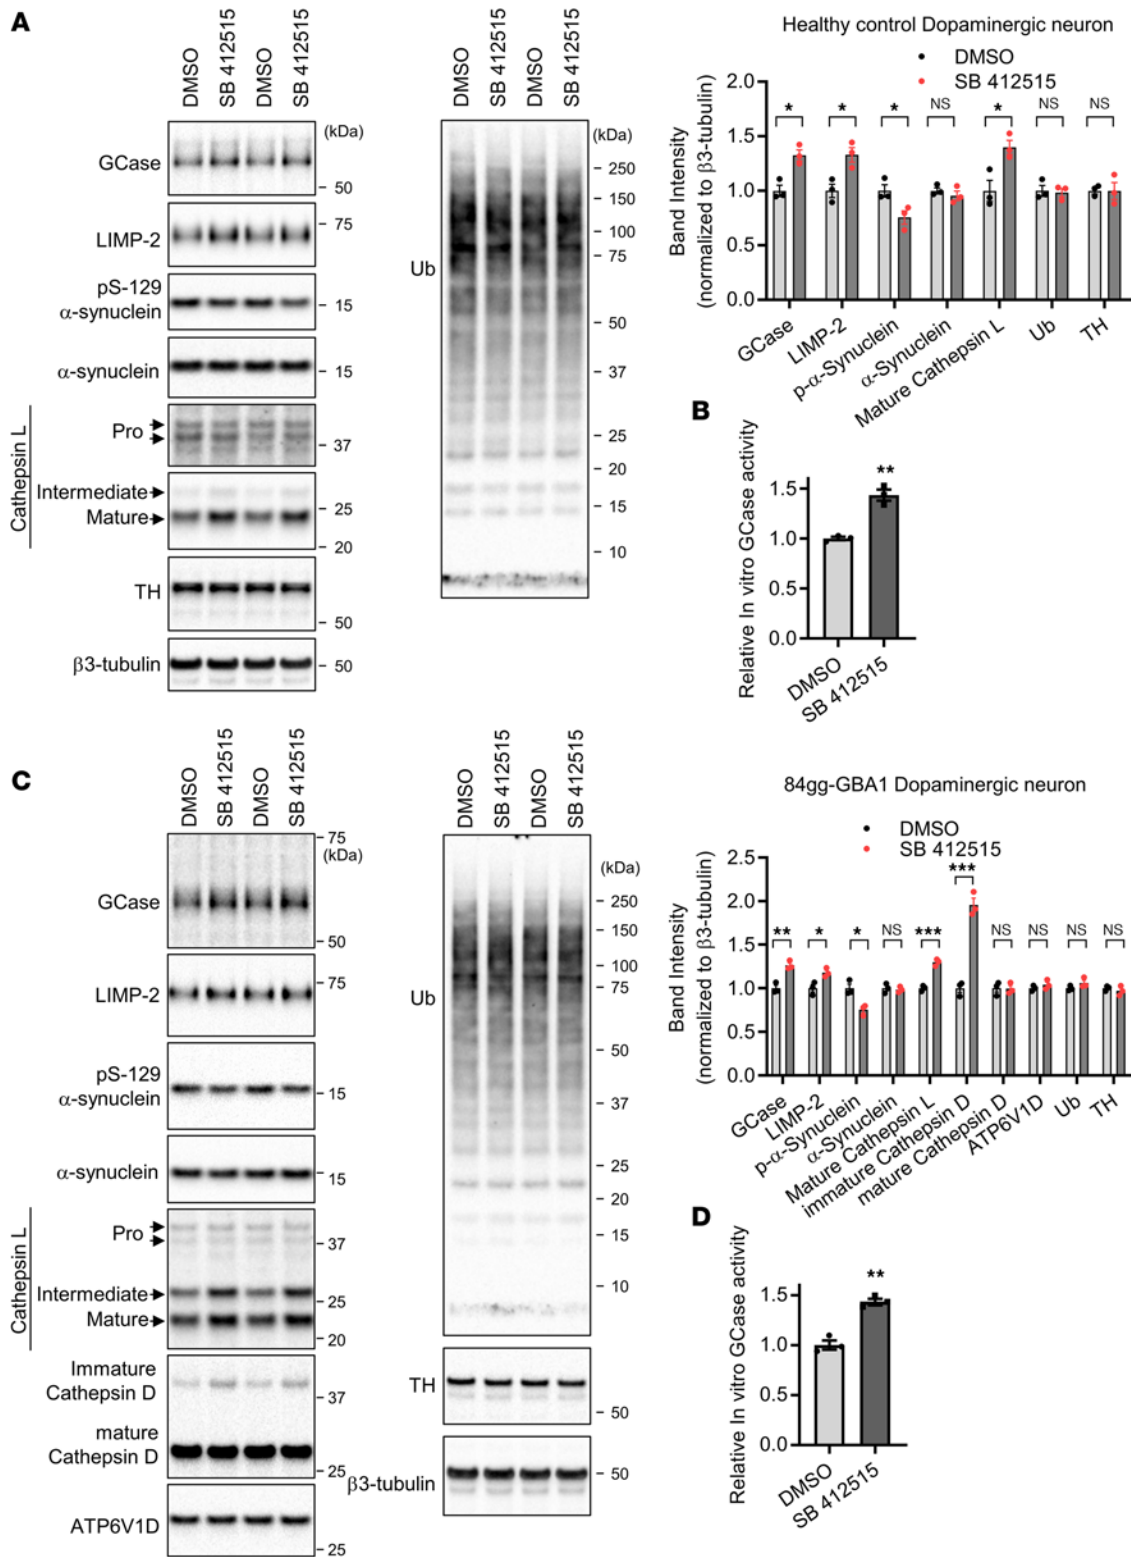 A
DMSO
SB 412515
DMSO
SB 412515
(kDa)
GCase
50
75
LIMP-2
pS-129
α-synuclein
15
α-synuclein
15
Cathepsin L
Pro
37
Intermediate
25
Mature
20
TH
50
β3-tubulin
50
DMSO
SB 412515
DMSO
SB 412515
(kDa)
250
150
100
75
Ub
50
37
25
20
15
10
Healthy control Dopaminergic neuron
DMSO
SB 412515
Band Intensity
(normalized to β3-tubulin)
2.0
1.5
1.0
0.5
0.0
*
*
*
NS
*
NS
NS
GCase
LIMP-2
p-α-Synuclein
α-Synuclein
Mature Cathepsin L
Ub
TH
B
Relative In vitro GCase activity
1.5
1.0
0.5
0.0
**
DMSO
SB 412515
C
DMSO
SB 412515
DMSO
SB 412515
75
(kDa)
GCase
50
75
LIMP-2
pS-129
α-synuclein
15
α-synuclein
15
Cathepsin L
Pro
37
Intermediate
25
Mature
20
Immature
Cathepsin D
37
mature
Cathepsin D
25
ATP6V1D
25
DMSO
SB 412515
DMSO
SB 412515
(kDa)
250
150
100
75
Ub
50
37
25
20
15
10
TH
50
β3-tubulin
50
84gg-GBA1 Dopaminergic neuron
DMSO
SB 412515
Band Intensity
(normalized to β3-tubulin)
2.5
2.0
1.5
1.0
0.5
0.0
**
*
*
NS
***
***
NS
NS
NS
NS
GCase
LIMP-2
p-α-Synuclein
α-Synuclein
Mature Cathepsin L
immature Cathepsin D
mature Cathepsin D
ATP6V1D
Ub
TH
D
Relative In vitro GCase activity
1.5
1.0
0.5
0.0
**
DMSO
SB 412515